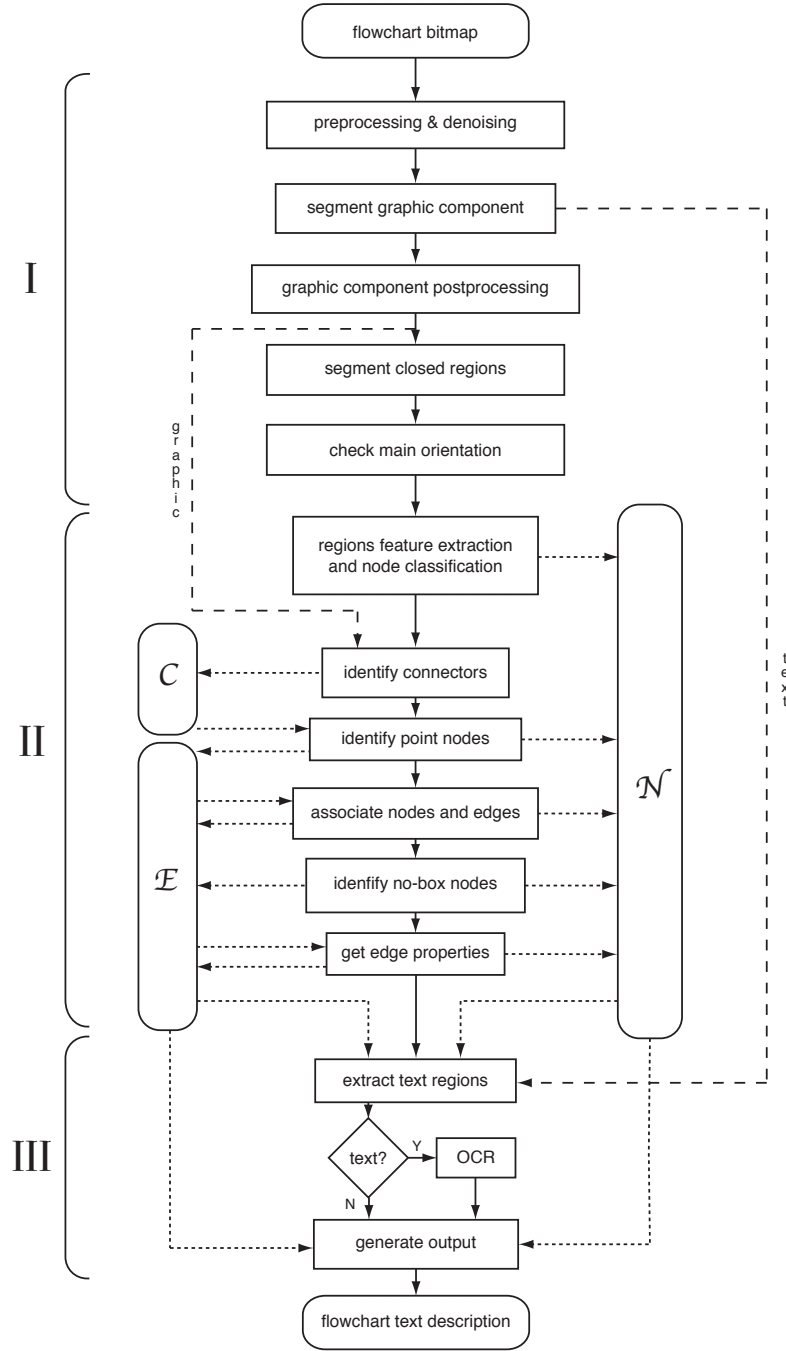 flowchart bitmap
I
preprocessing & denoising
segment graphic component
graphic component postprocessing
segment closed regions
graphic
check main orientation
II
regions feature extraction
and node classification
text
C
identify connectors
identify point nodes
N
associate nodes and edges
E
idenfify no-box nodes
get edge properties
III
extract text regions
text?
Y
OCR
N
generate output
flowchart text description